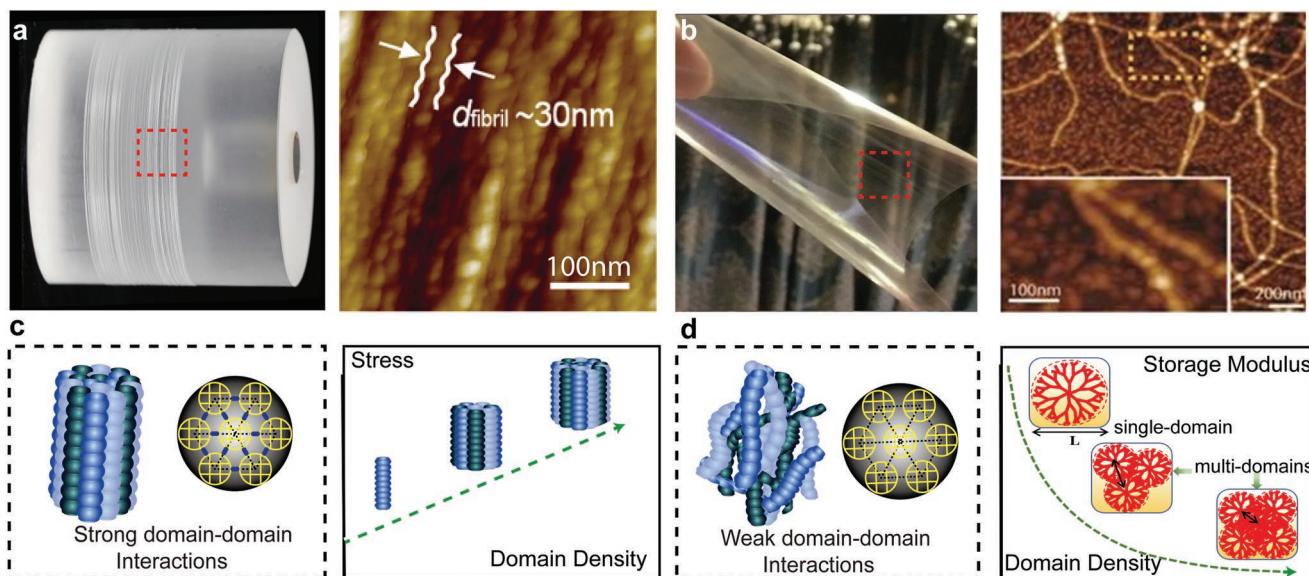 a
dfibril ~30nm
100nm
b
100nm
200nm
c
Strong domain-domain
Interactions
Stress
Domain Density
d
Weak domain-domain
Interactions
Storage Modulus
single-domain
L
multi-domains
Domain Density